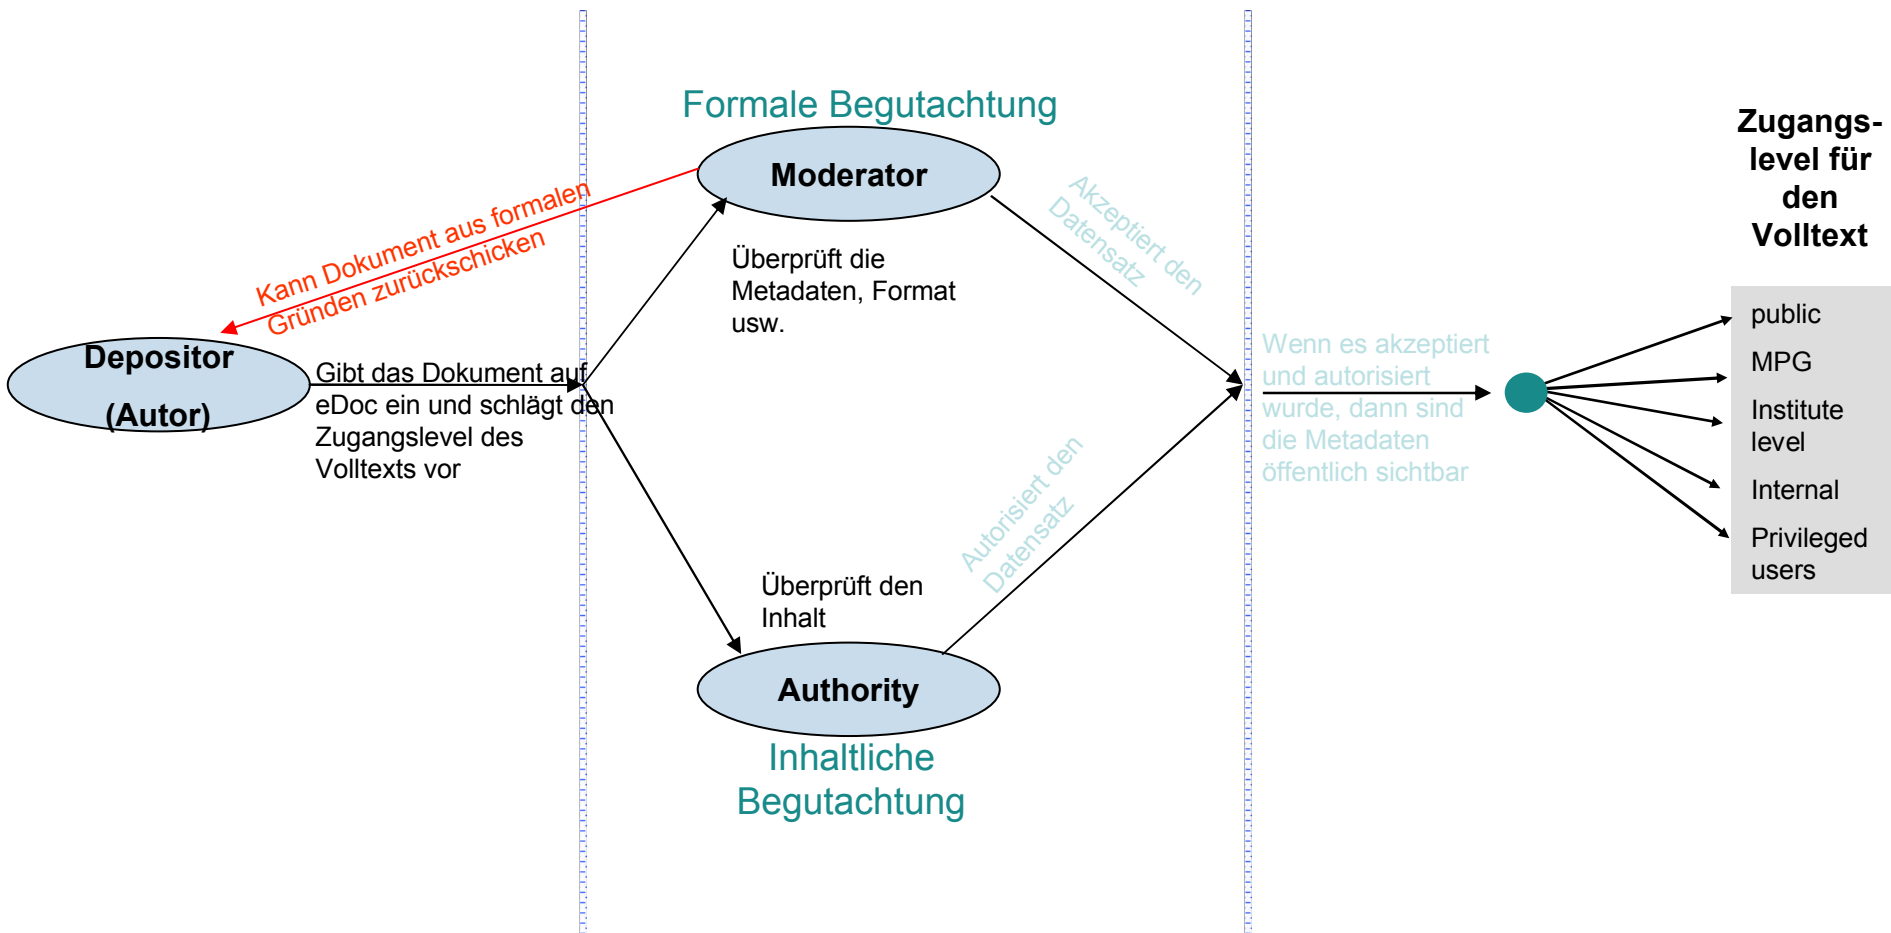 Formale Begutachtung
Moderator
Kann Dokument aus formalen
Gründen zurückschicken
Überprüft die
Metadaten, Format
usw.
Akzeptiert den
Datensatz
Depositor
(Autor)
Gibt das Dokument auf
eDoc ein und schlägt den
Zugangslevel des
Volltexts vor
Überprüft den
Inhalt
Authority
Inhaltliche
Begutachtung
Autorisiert den
Datensatz
Wenn es akzeptiert
und autorisiert
wurde, dann sind
die Metadaten
öffentlich sichtbar
Zugangs-
level für
den
Volltext
public
MPG
Institute
level
Internal
Privileged
users